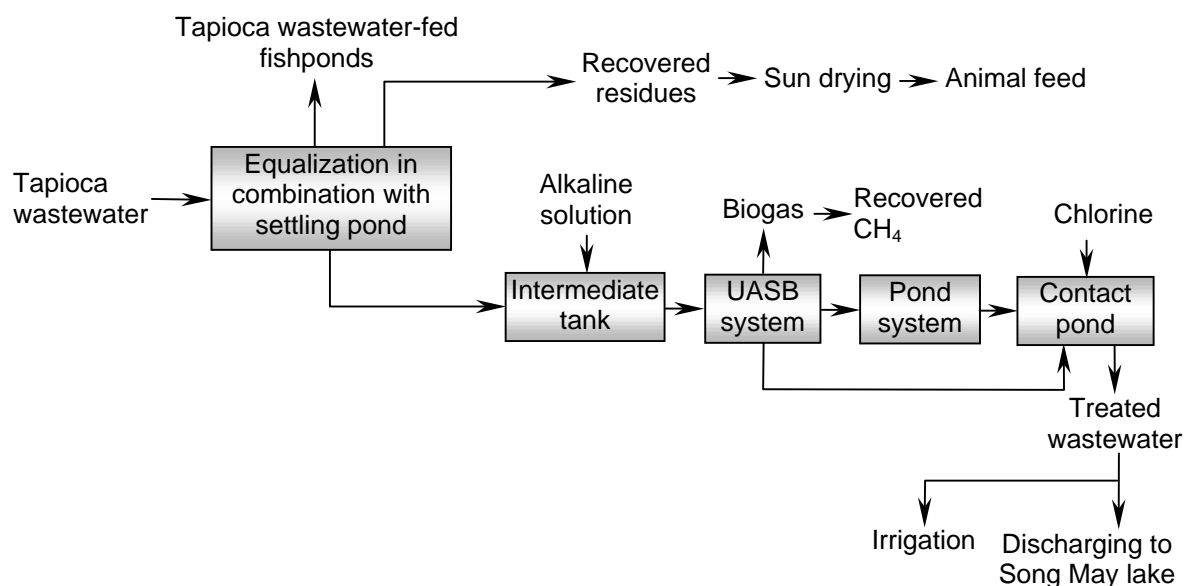 Tapioca wastewater-fed
fishponds
Recovered
residues
Sun drying
Animal feed
Tapioca
wastewater
Equalization in
combination with
settling pond
Alkaline
solution
Biogas
Recovered
CH₄
Chlorine
Intermediate
tank
UASB
system
Pond
system
Contact
pond
Treated
wastewater
Irrigation
Discharging to
Song May lake